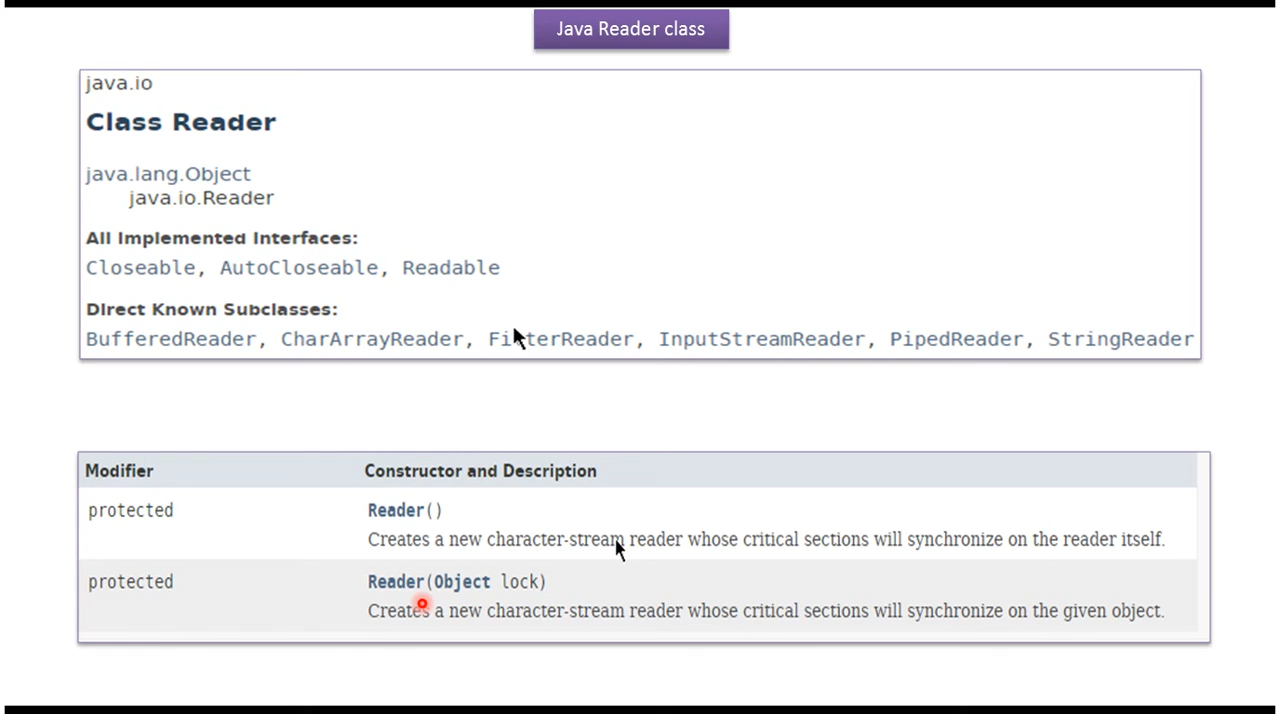 Java Reader class
java.io
Class Reader
java.lang.Object
java.io.Reader
All Implemented Interfaces:
Closeable, AutoCloseable, Readable
Direct Known Subclasses:
BufferedReader, CharArrayReader, FilterReader, InputStreamReader, PipedReader, StringReader
Modifier Constructor and Description
protected Reader()
Creates a new character-stream reader whose critical sections will synchronize on the reader itself.
protected Reader(Object lock)
Creates a new character-stream reader whose critical sections will synchronize on the given object.